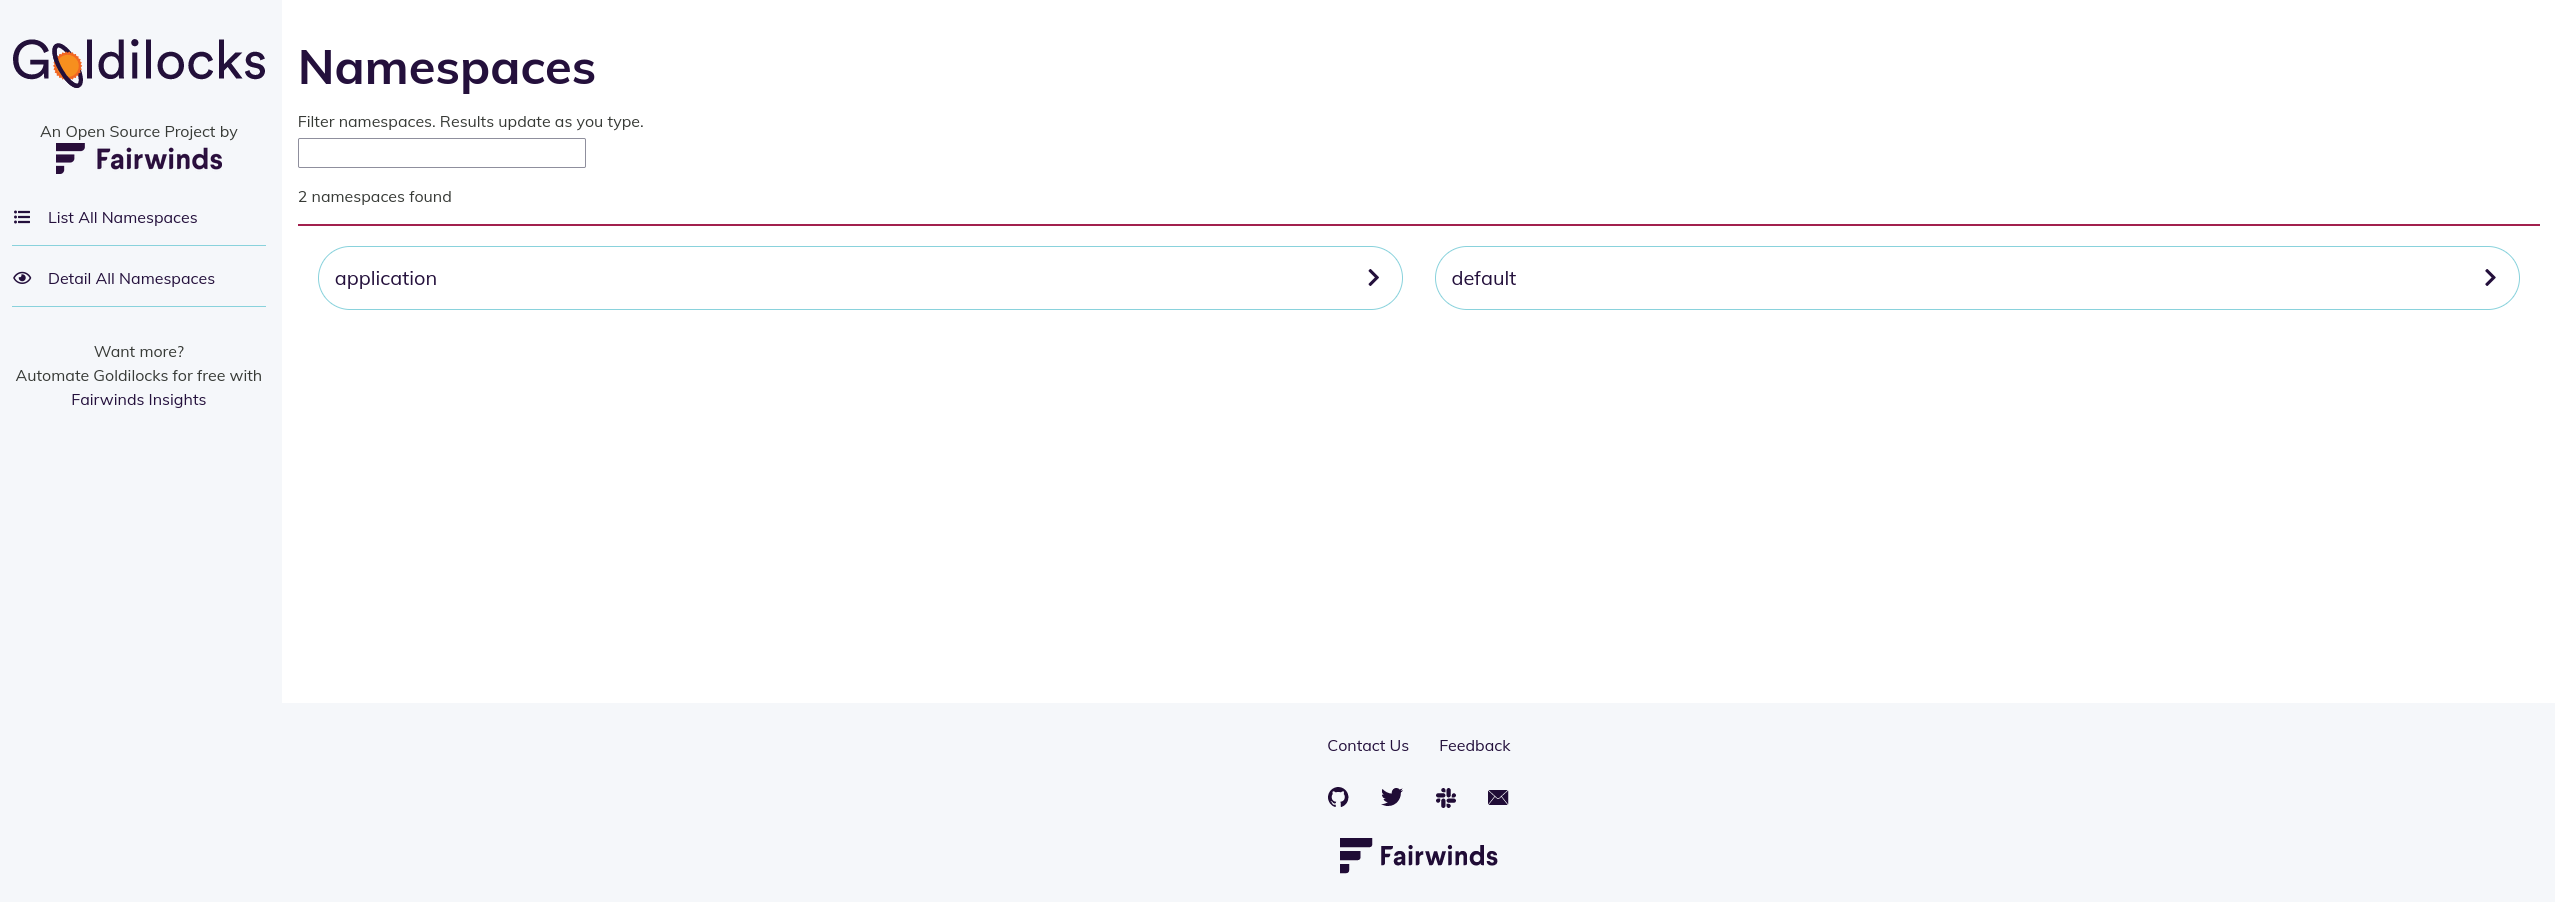 Goldilocks
An Open Source Project by
Fairwinds
List All Namespaces
Detail All Namespaces
Want more?
Automate Goldilocks for free with
Fairwinds Insights
Namespaces
Filter namespaces. Results update as you type.
2 namespaces found
application
default
Contact Us Feedback
Fairwinds